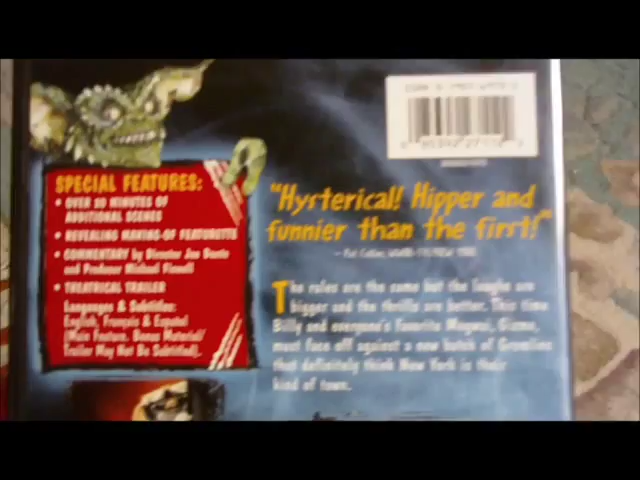 SPECIAL FEATURES:
• OVER 20 MINUTES OF
ADDITIONAL SCENES
• REVEALING MAKING-OF FEATURETTE
• COMMENTARY by Director Joe Dante
and Producer Michael Finnell
• THEATRICAL TRAILER
Languages & Subtitles:
English, Français & Español
(Main Feature. Bonus Material/
Trailer May Not Be Subtitled).
"Hysterical! Hipper and
funnier than the first!"
The rules are the same but the laughs are
bigger and the thrills are better. This time
Billy and everyone's favorite Mogwai, Gizmo,
must face off against a new batch of Gremlins
that definitely think New York is their
kind of town.